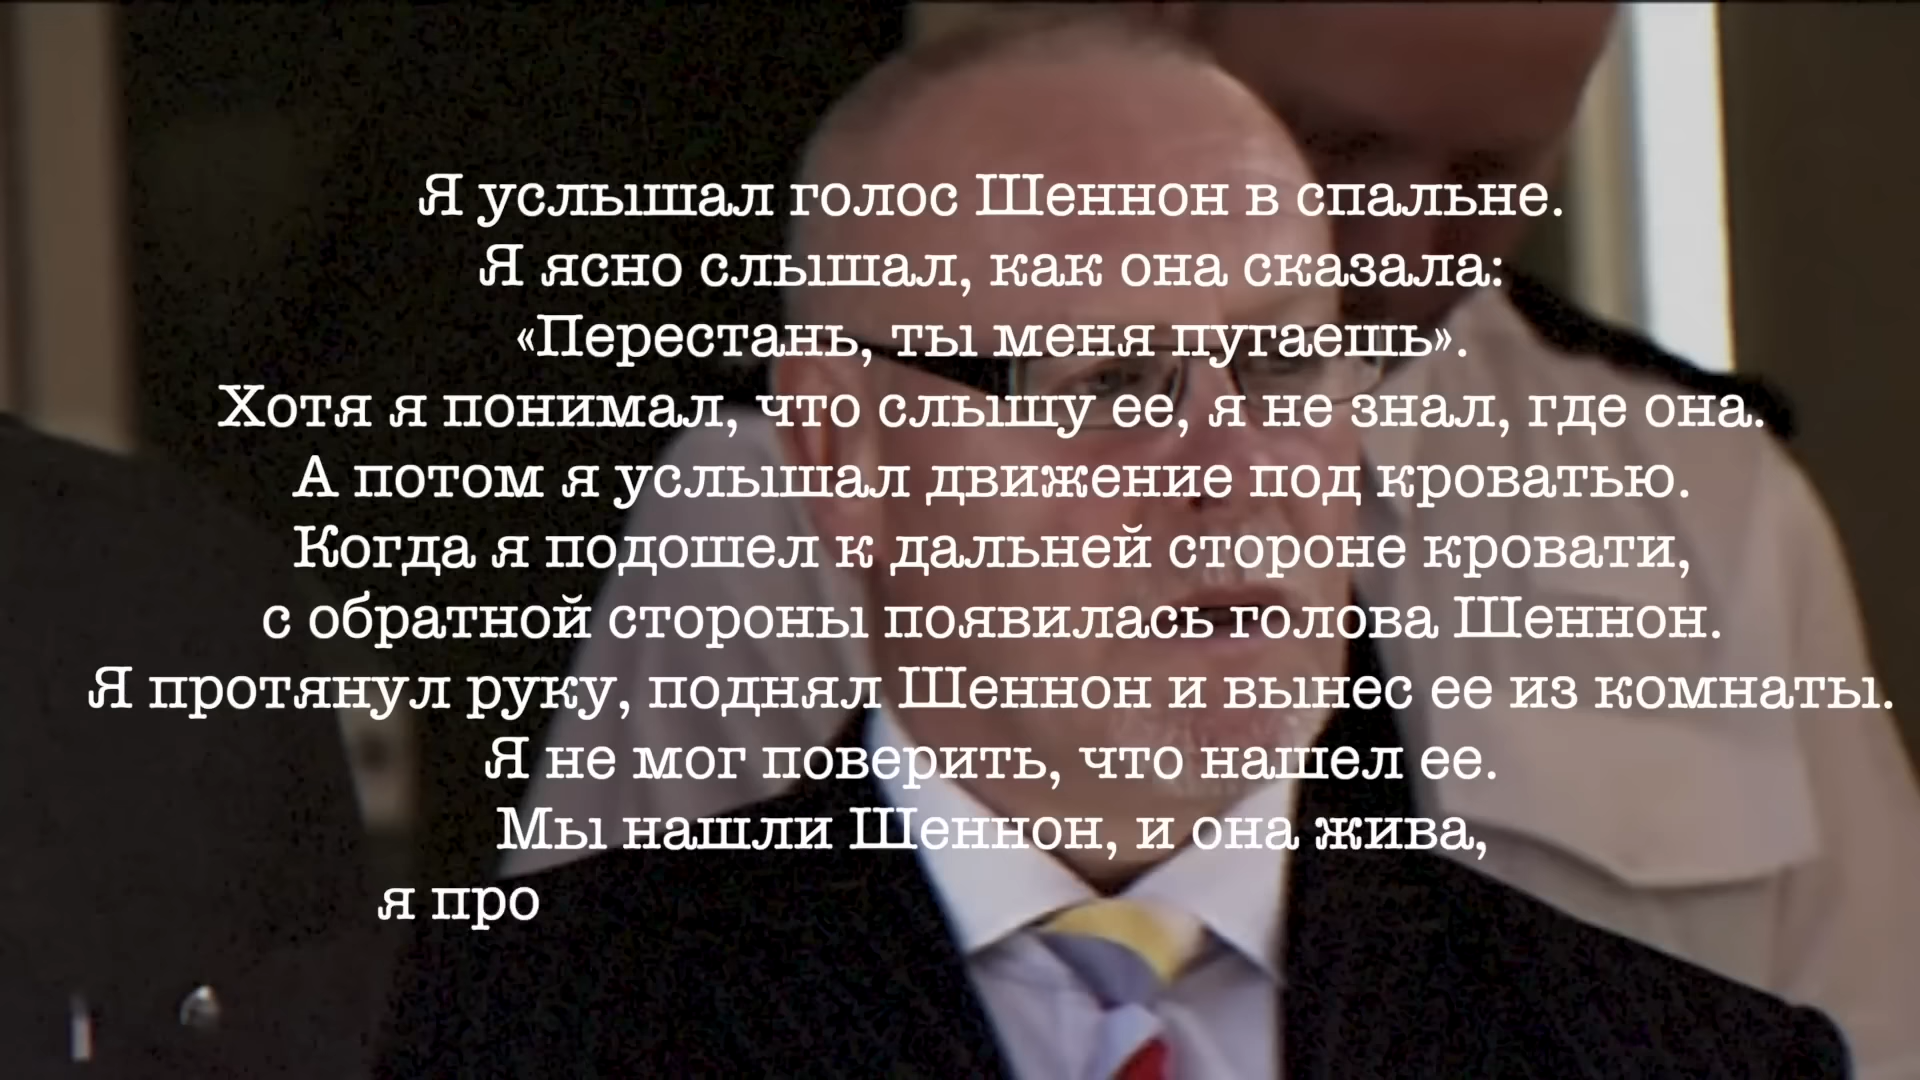 Я услышал голос Шеннон в спальне.
Я ясно слышал, как она сказала:
«Перестань, ты меня пугаешь».
Хотя я понимал, что слышу ее, я не знал, где она.
А потом я услышал движение под кроватью.
Когда я подошел к дальней стороне кровати,
с обратной стороны появилась голова Шеннон.
Я протянул руку, поднял Шеннон и вынес ее из комнаты.
Я не мог поверить, что нашел ее.
Мы нашли Шеннон, и она жива,
я про